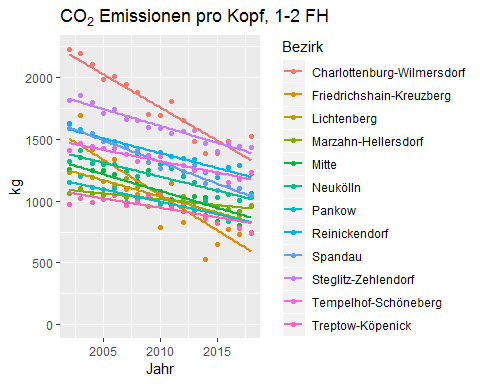 CO₂ Emissionen pro Kopf, 1-2 FH
Bezirk
Charlottenburg-Wilmersdorf
Friedrichshain-Kreuzberg
Lichtenberg
Marzahn-Hellersdorf
Mitte
Neukölln
Pankow
Reinickendorf
Spandau
Steglitz-Zehlendorf
Tempelhof-Schöneberg
Treptow-Köpenick
kg
2000
1500
1000
500
0
2005
2010
2015
Jahr